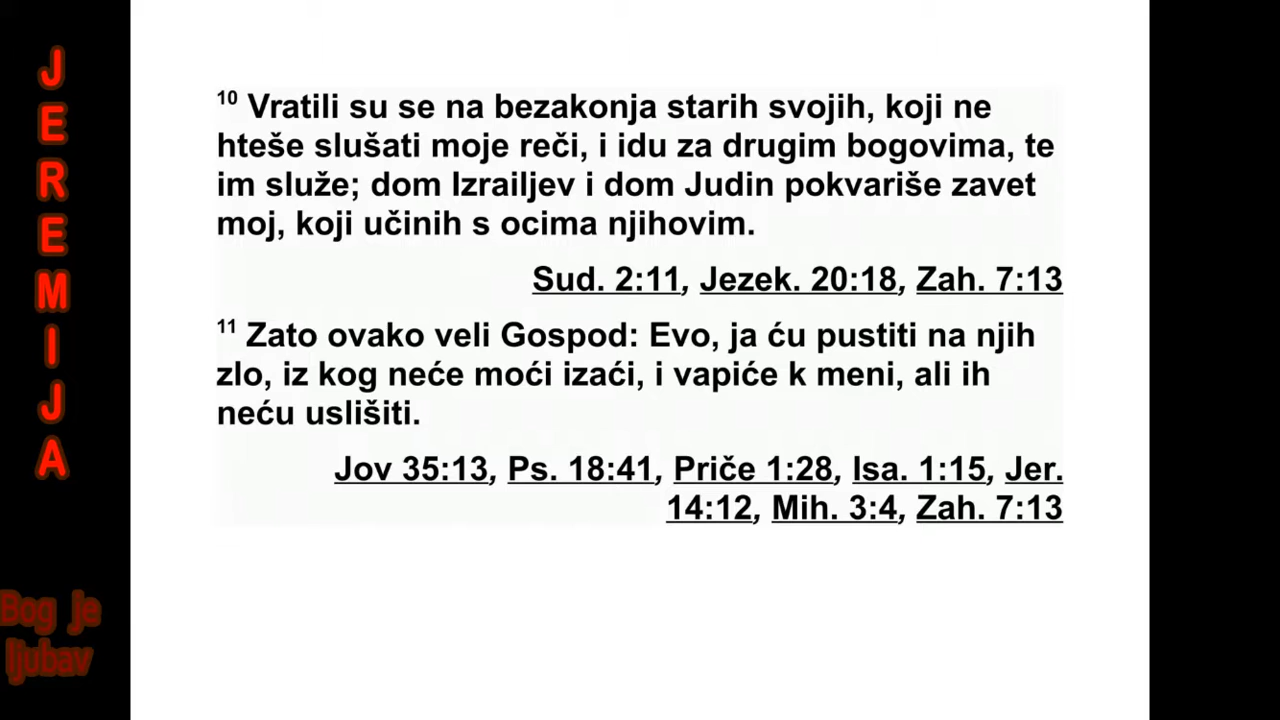 JEREMIJA
Bog je
ljubav
10 Vratili su se na bezakonja starih svojih, koji ne
hteše slušati moje reči, i idu za drugim bogovima, te
im služe; dom Izrailjev i dom Judin pokvariše zavet
moj, koji učinih s ocima njihovim.
Sud. 2:11, Jezek. 20:18, Zah. 7:13
11 Zato ovako veli Gospod: Evo, ja ću pustiti na njih
zlo, iz kog neće moći izaći, i vapiće k meni, ali ih
neću uslišiti.
Jov 35:13, Ps. 18:41, Priče 1:28, Isa. 1:15, Jer.
14:12, Mih. 3:4, Zah. 7:13